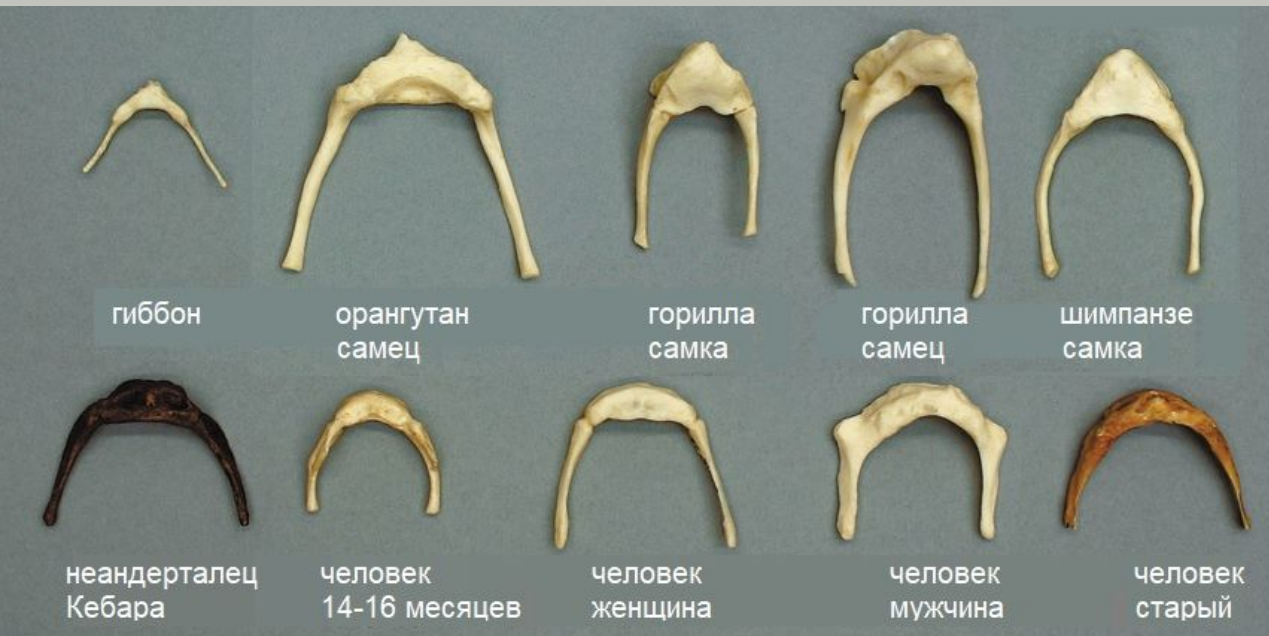 гиббон
орангутан
самец
горилла
самка
горилла
самец
шимпанзе
самка
неандерталец
Кебара
человек
14-16 месяцев
человек
женщина
человек
мужчина
человек
старый